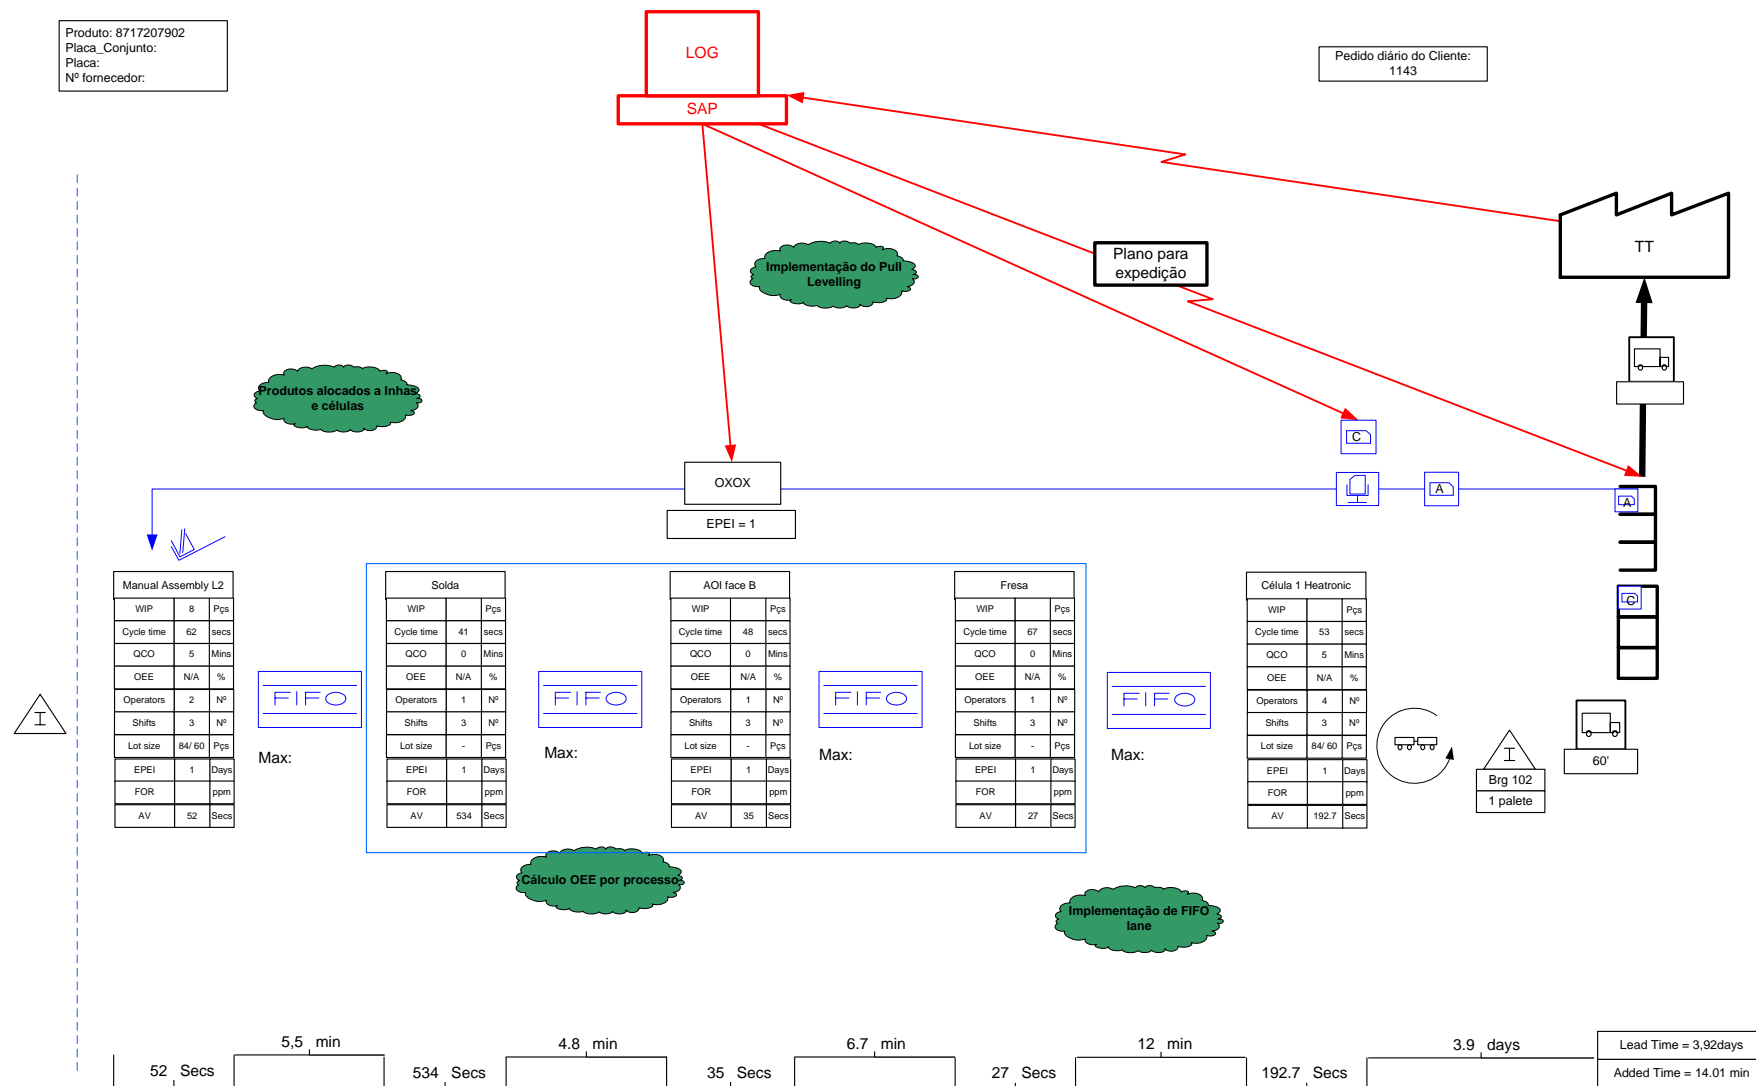 Produto: 8717207902
Placa_Conjunto:
Placa:
Nº fornecedor:
LOG
SAP
Pedido diário do Cliente:
1143
TT
Plano para
expedição
Implementação do Pull
Levelling
Produtos alocados a lnhas
e células
C
OXOX
A
A
EPEI = 1
C
Manual Assembly L2
WIP 8 Pçs
Cycle time 62 secs
QCO 5 Mins
OEE N/A %
Operators 2 Nº
Shifts 3 Nº
Lot size 84/ 60 Pçs
EPEI 1 Days
FOR ppm
AV 52 Secs
Solda
WIP Pçs
Cycle time 41 secs
QCO 0 Mins
OEE N/A %
Operators 1 Nº
Shifts 3 Nº
Lot size - Pçs
EPEI 1 Days
FOR ppm
AV 534 Secs
AOI face B
WIP Pçs
Cycle time 48 secs
QCO 0 Mins
OEE N/A %
Operators 1 Nº
Shifts 3 Nº
Lot size - Pçs
EPEI 1 Days
FOR ppm
AV 35 Secs
Fresa
WIP Pçs
Cycle time 67 secs
QCO 0 Mins
OEE N/A %
Operators 1 Nº
Shifts 3 Nº
Lot size - Pçs
EPEI 1 Days
FOR ppm
AV 27 Secs
Célula 1 Heatronic
WIP Pçs
Cycle time 53 secs
QCO 5 Mins
OEE N/A %
Operators 4 Nº
Shifts 3 Nº
Lot size 84/ 60 Pçs
EPEI 1 Days
FOR ppm
AV 192.7 Secs
I
FIFO
Max:
FIFO
Max:
FIFO
Max:
FIFO
Max:
I
Brg 102
1 palete
60'
Cálculo OEE por processo
Implementação de FIFO
lane
5,5 min
4.8 min
6.7 min
12 min
3.9 days
Lead Time = 3,92days
52 Secs
534 Secs
35 Secs
27 Secs
192.7 Secs
Added Time = 14.01 min